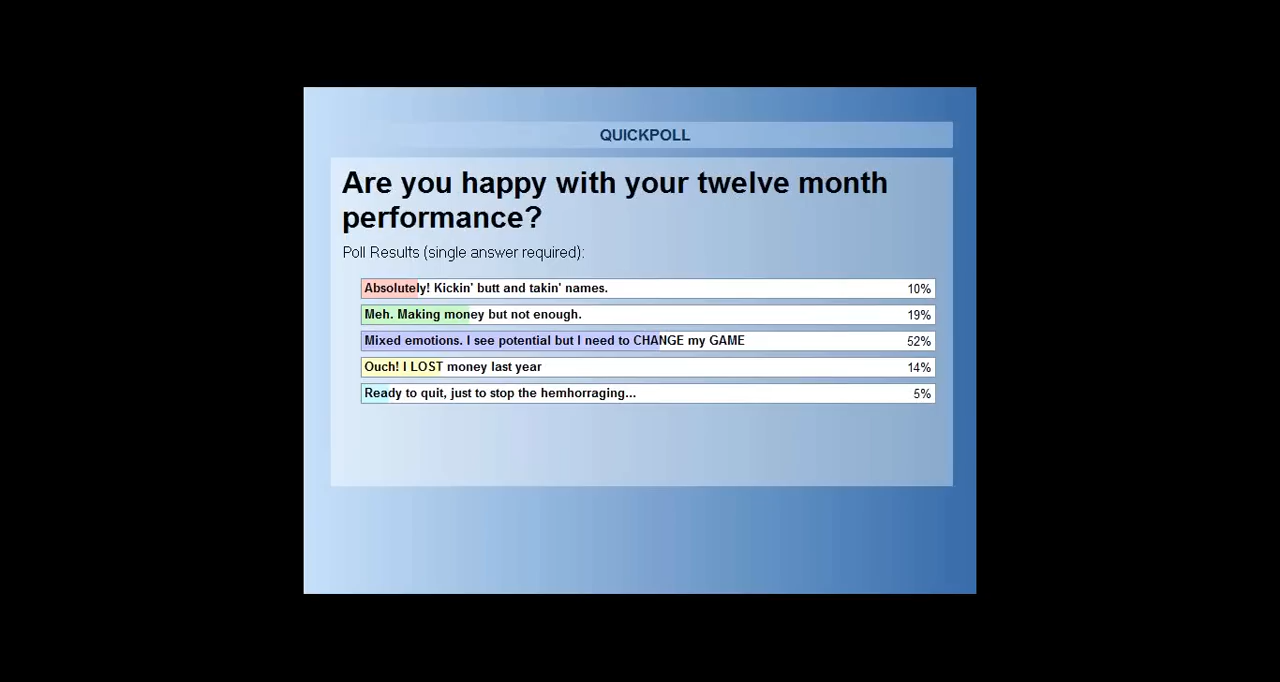 QUICKPOLL
Are you happy with your twelve month
performance?
Poll Results (single answer required):
Absolutely! Kickin' butt and takin' names. 10%
Meh. Making money but not enough. 19%
Mixed emotions. I see potential but I need to CHANGE my GAME 52%
Ouch! I LOST money last year 14%
Ready to quit, just to stop the hemhorraging... 5%